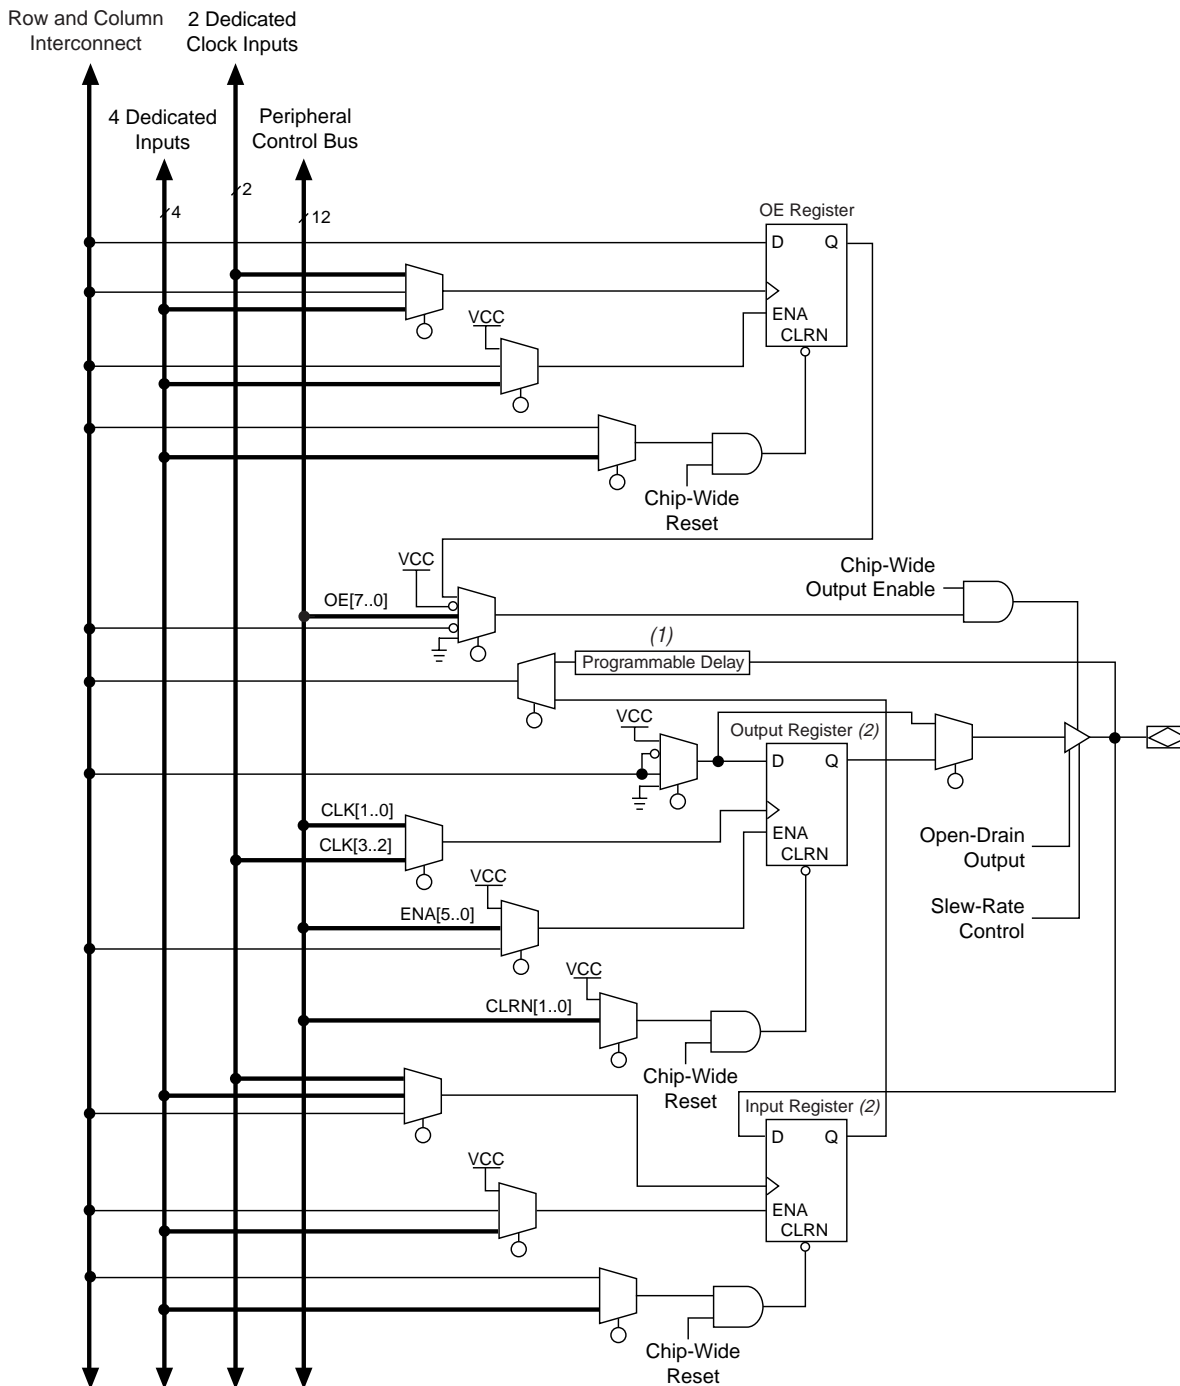 Row and Column
Interconnect
2 Dedicated
Clock Inputs
4 Dedicated
Inputs
Peripheral
Control Bus
2
4
12
OE Register
D Q
ENA
CLRN
VCC
Chip-Wide
Reset
VCC
OE[7..0]
Chip-Wide
Output Enable
(1)
Programmable Delay
VCC
Output Register (2)
D Q
ENA
CLRN
CLK[1..0]
CLK[3..2]
Open-Drain
Output
VCC
ENA[5..0]
Slew-Rate
Control
VCC
CLRN[1..0]
Chip-Wide
Reset
Input Register (2)
D Q
ENA
CLRN
VCC
Chip-Wide
Reset